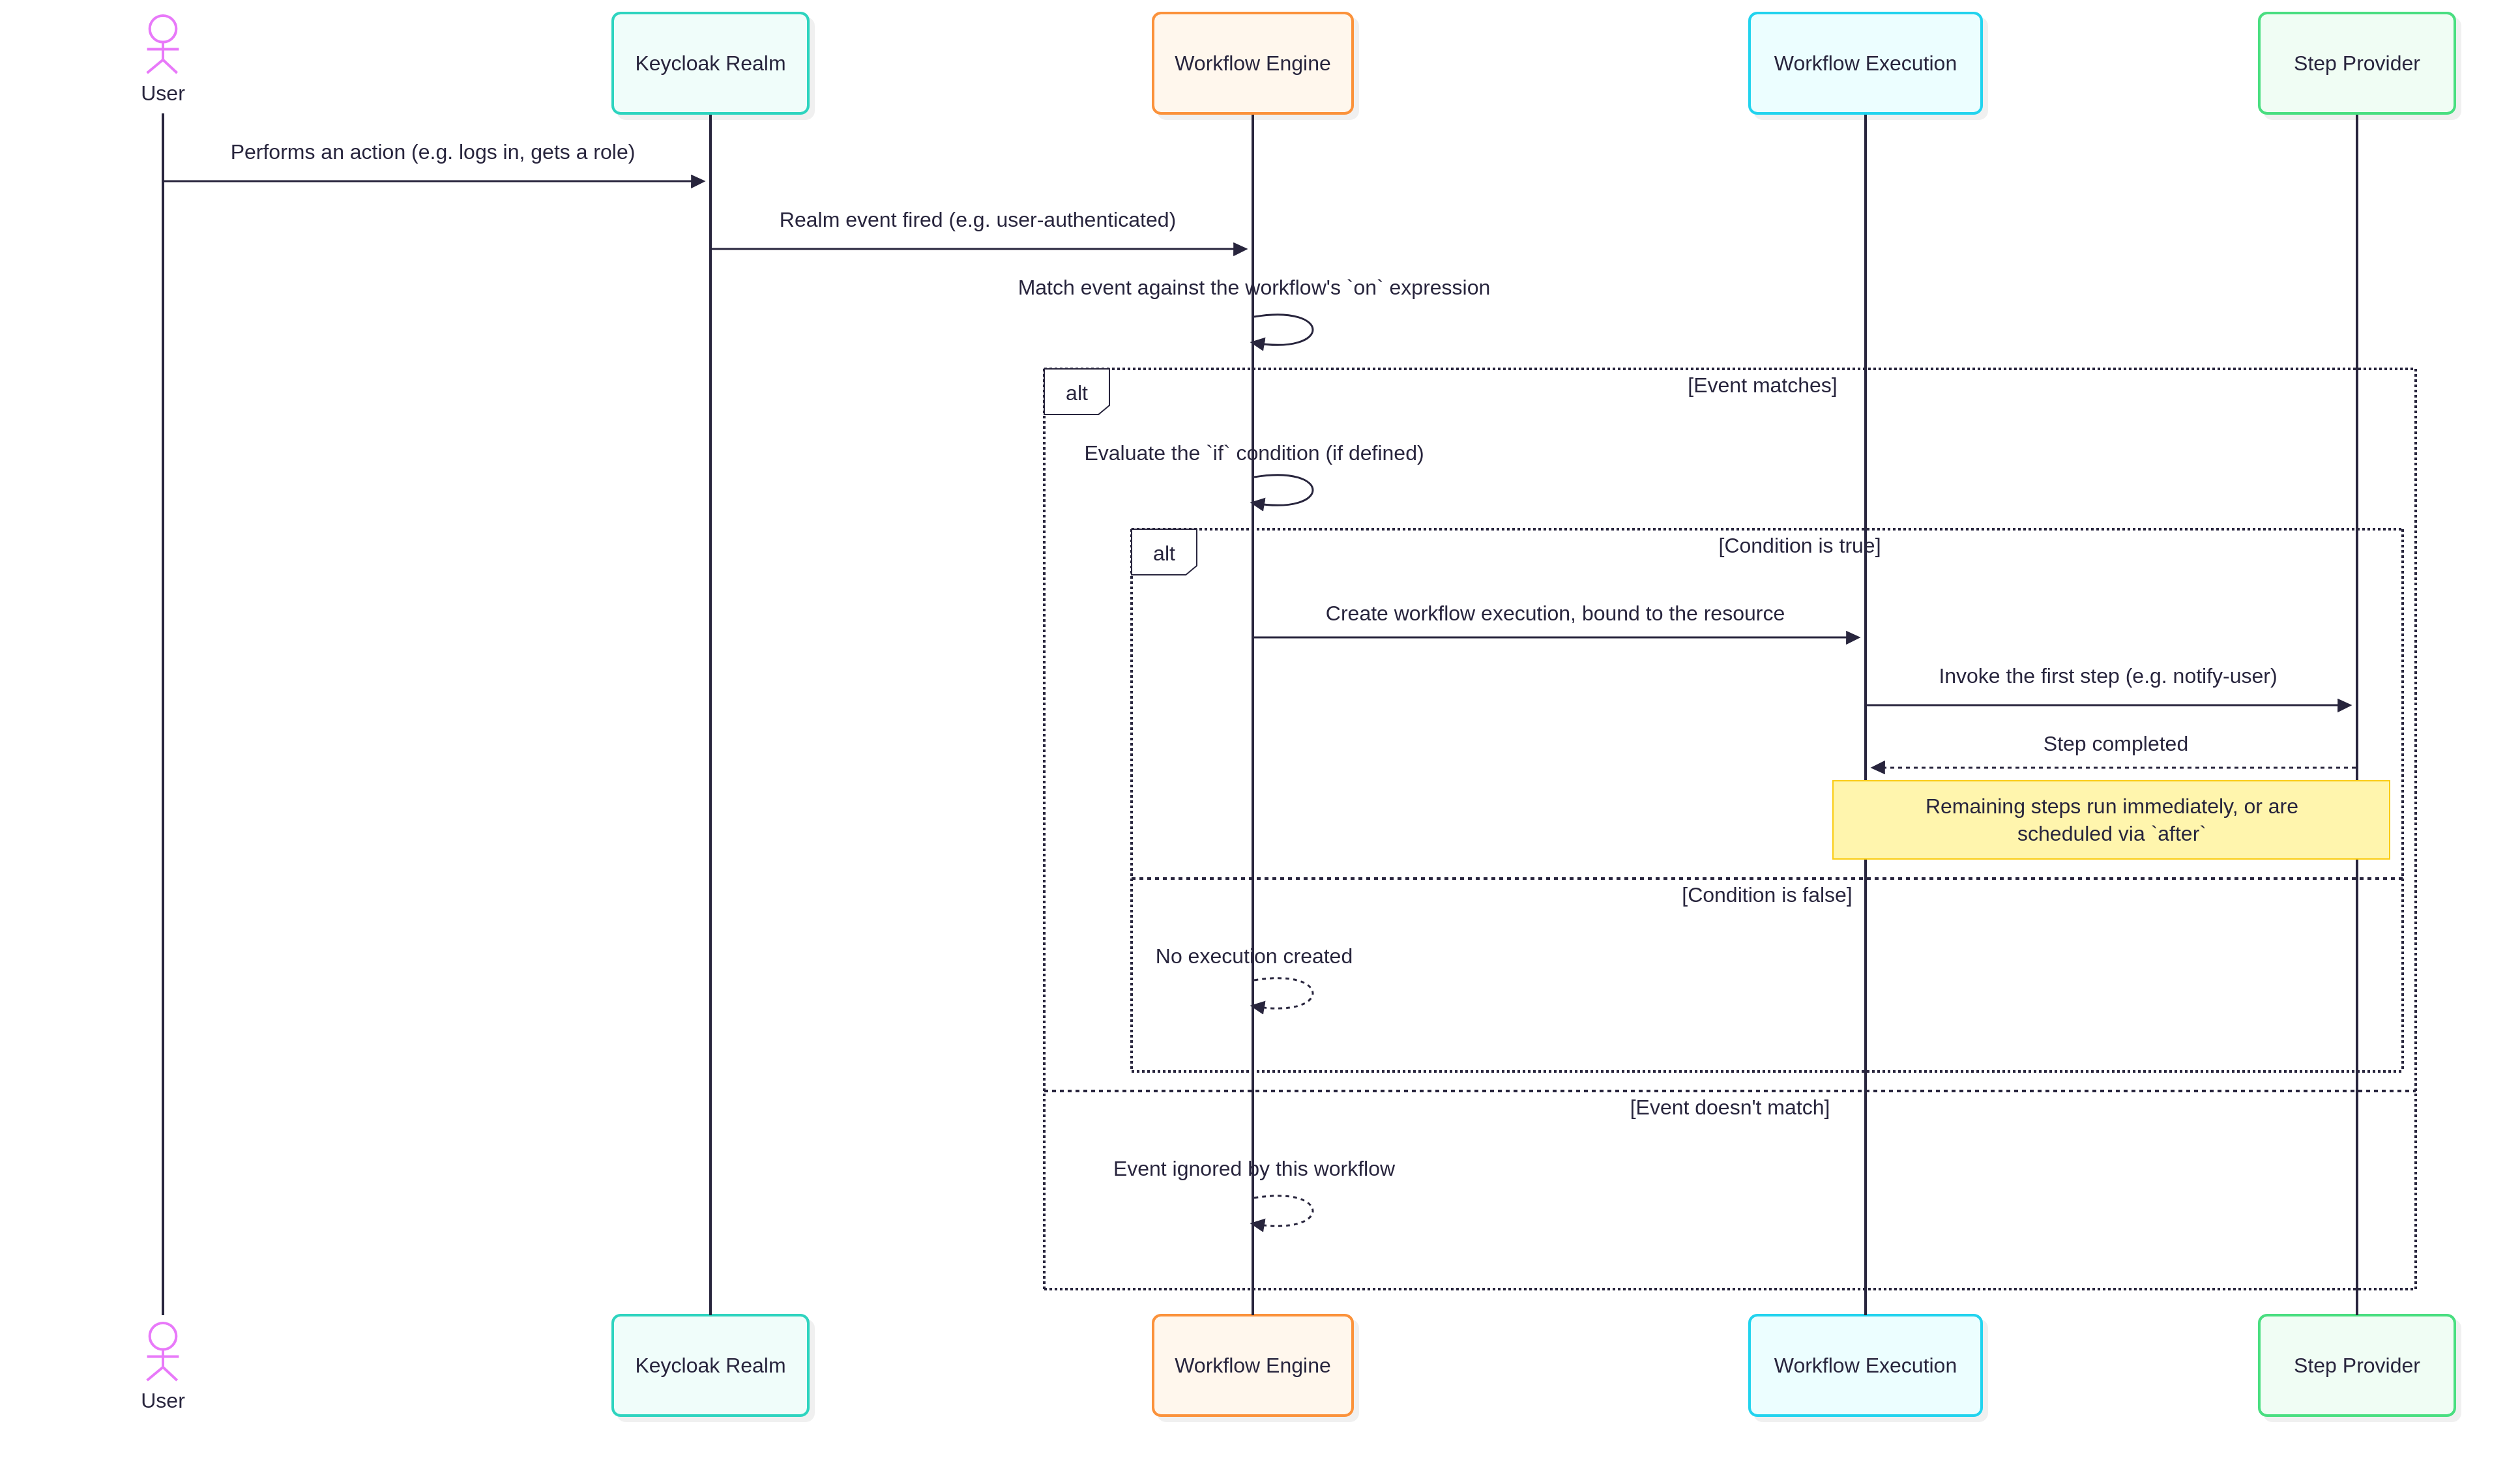 User
Keycloak Realm
Workflow Engine
Workflow Execution
Step Provider
Performs an action (e.g. logs in, gets a role)
Realm event fired (e.g. user-authenticated)
Match event against the workflow's `on` expression
alt
[Event matches]
Evaluate the `if` condition (if defined)
alt
[Condition is true]
Create workflow execution, bound to the resource
Invoke the first step (e.g. notify-user)
Step completed
Remaining steps run immediately, or are
scheduled via `after`
[Condition is false]
No execution created
[Event doesn't match]
Event ignored by this workflow
User
Keycloak Realm
Workflow Engine
Workflow Execution
Step Provider